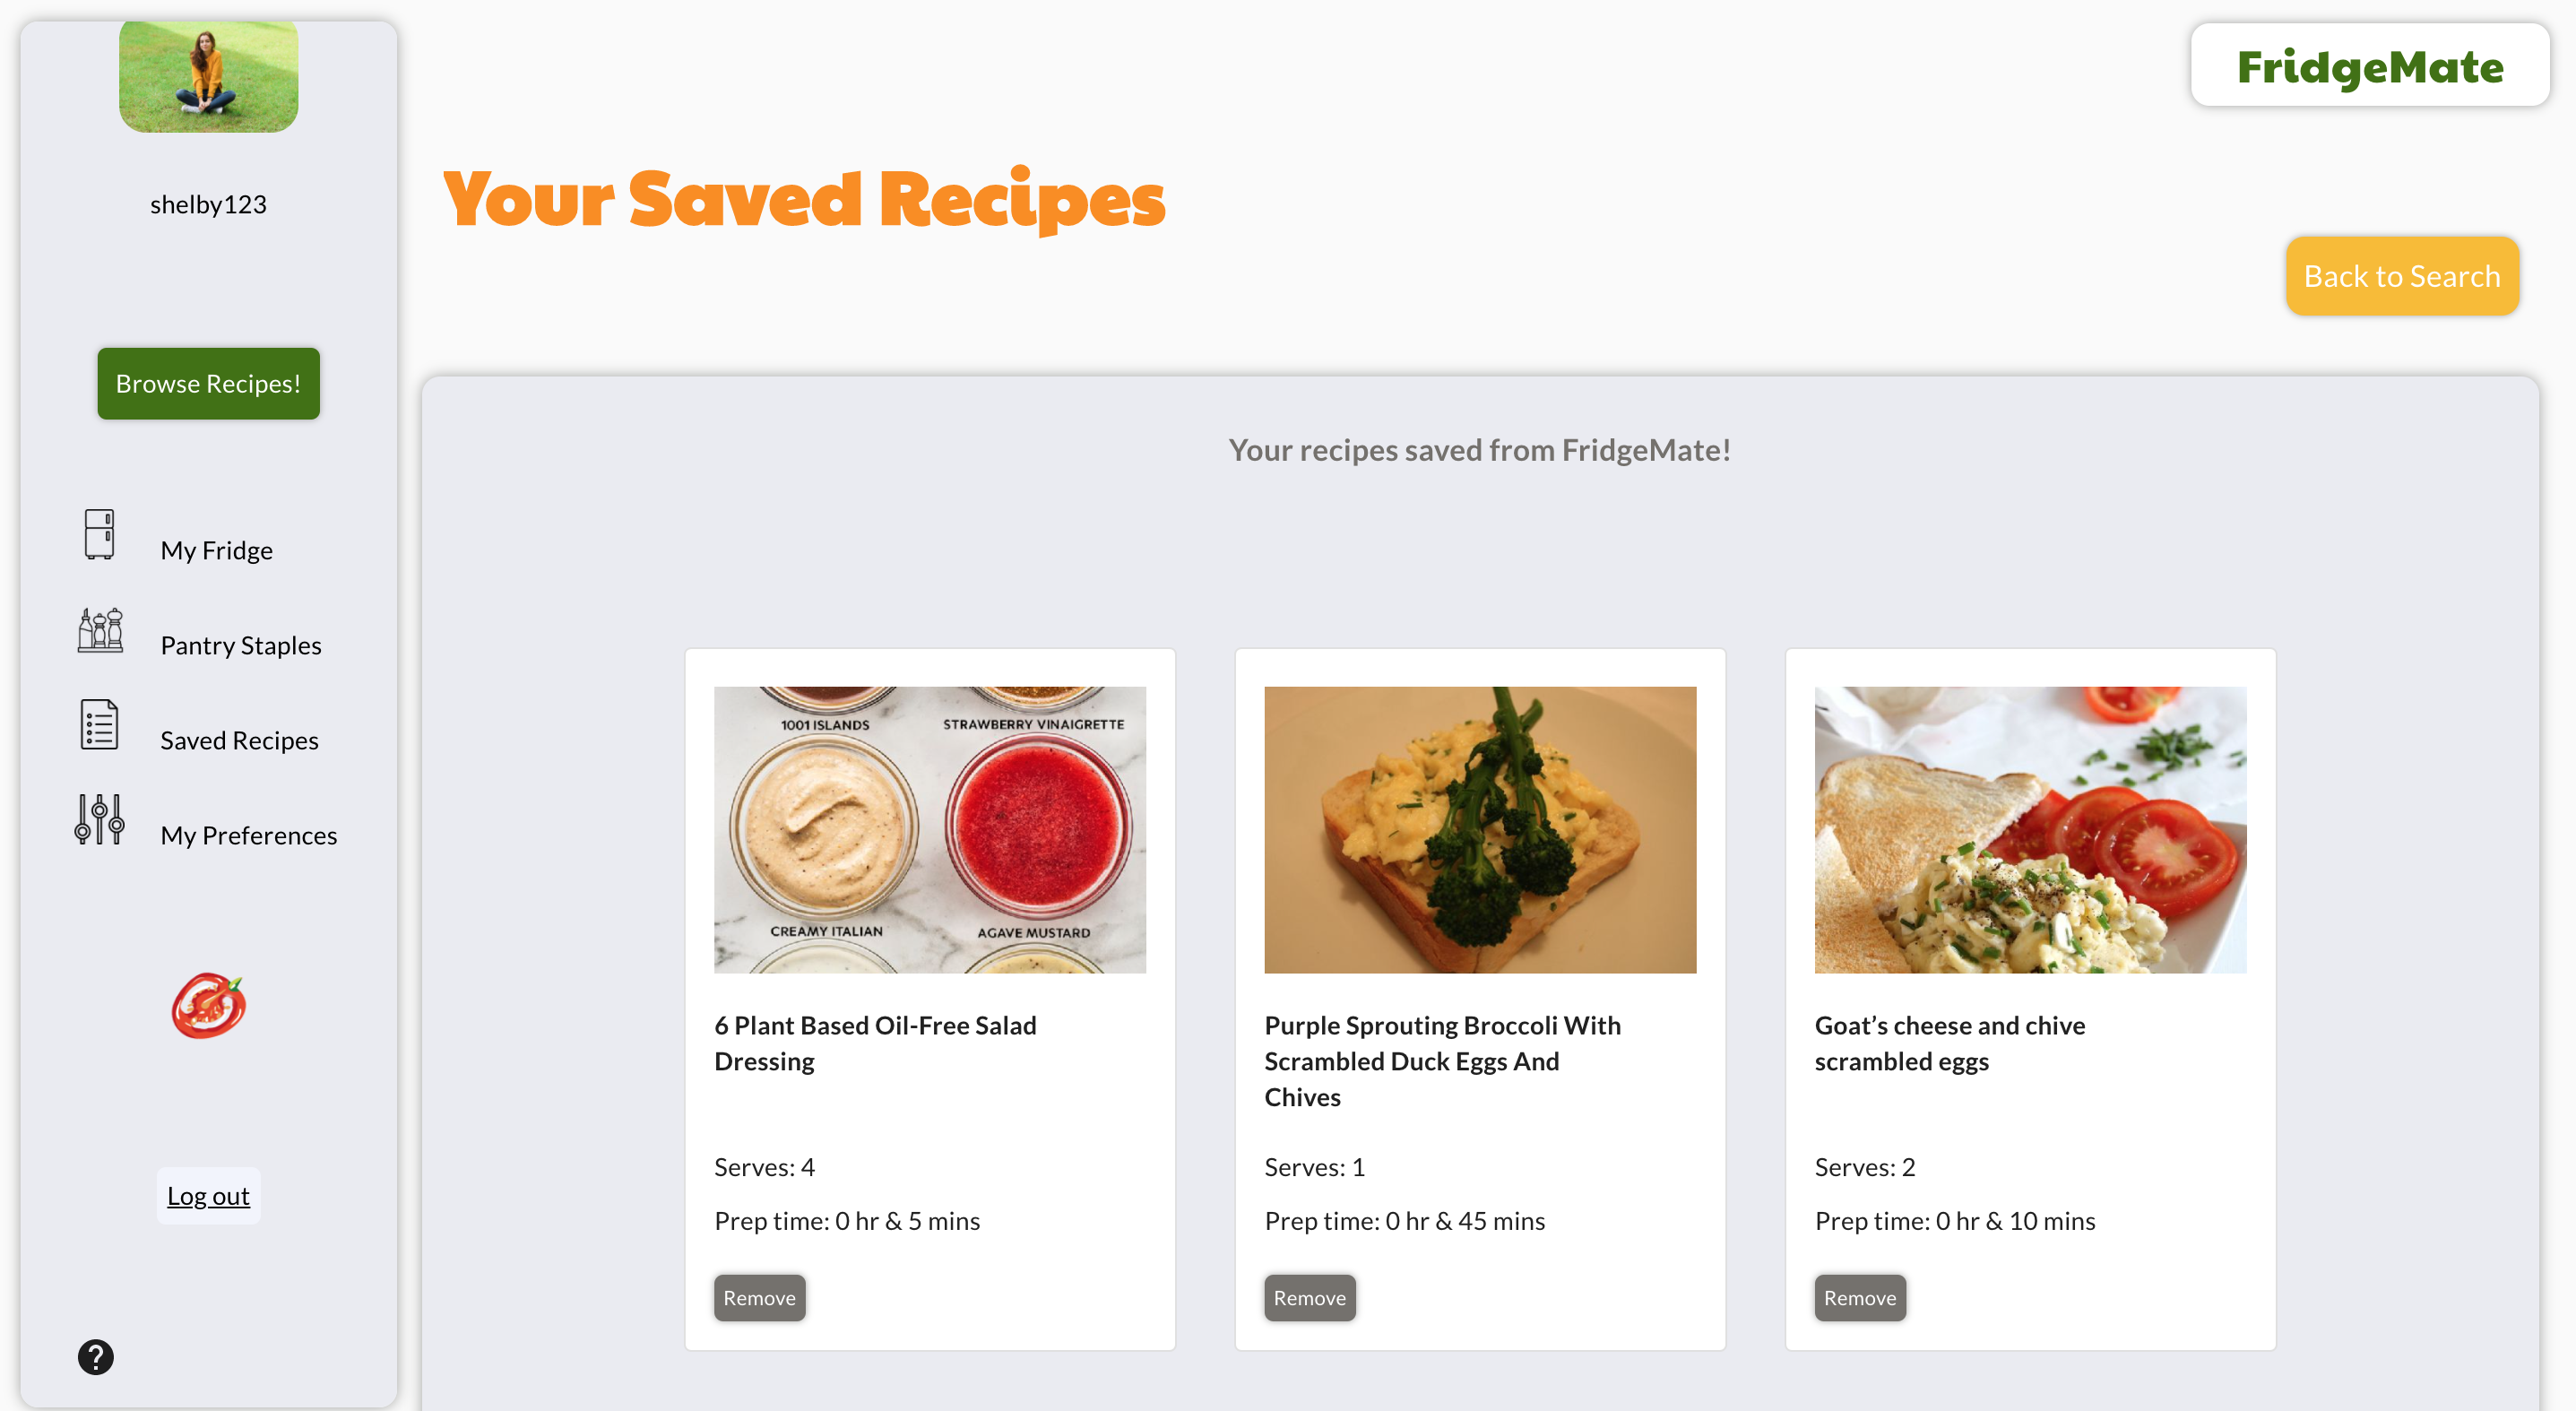 FridgeMate
shelby123
Browse Recipes!
My Fridge
Pantry Staples
Saved Recipes
My Preferences
Log out
?
Your Saved Recipes
Back to Search
Your recipes saved from FridgeMate!
1001 ISLANDS
STRAWBERRY VINAIGRETTE
CREAMY ITALIAN
AGAVE MUSTARD
6 Plant Based Oil-Free Salad
Dressing
Serves: 4
Prep time: 0 hr & 5 mins
Remove
Purple Sprouting Broccoli With
Scrambled Duck Eggs And
Chives
Serves: 1
Prep time: 0 hr & 45 mins
Remove
Goat’s cheese and chive
scrambled eggs
Serves: 2
Prep time: 0 hr & 10 mins
Remove